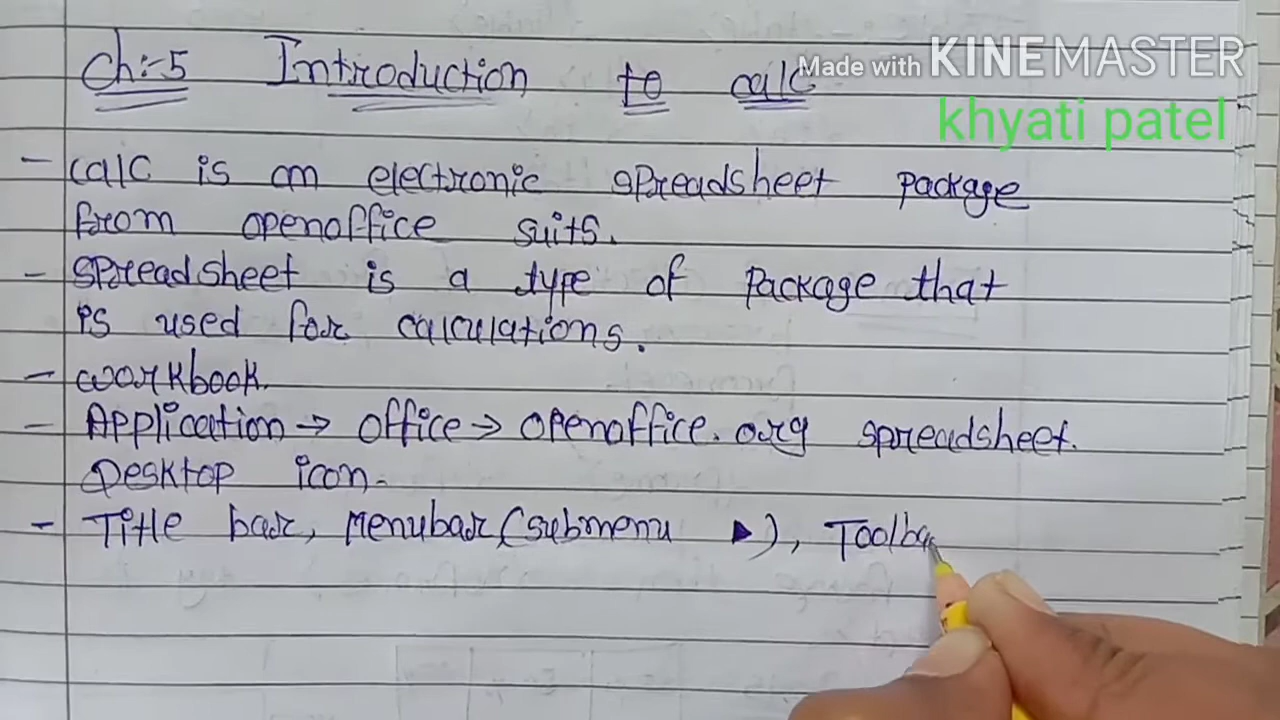 Ch:-5 Introduction to calc
Made with KINEMASTER
khyati patel
- calc is an electronic spreadsheet package
from openoffice suits.
- spreadsheet is a type of package that
is used for calculations.
- workbook.
- Application → office → openoffice.org spreadsheet.
Desktop icon.
- Title bar, Menubar (submenu ▶), Toolba